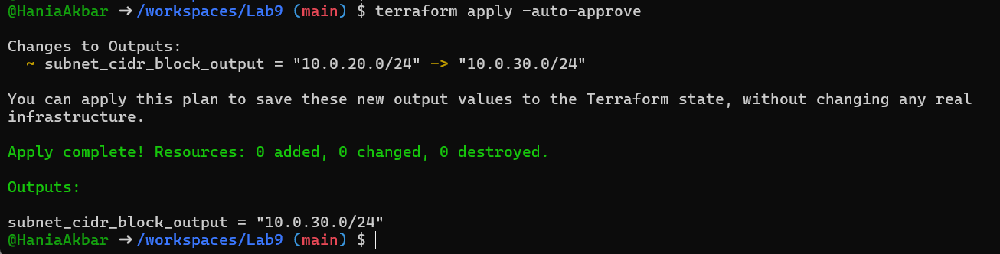 @HaniaAkbar ➜ /workspaces/Lab9 (main) $ terraform apply -auto-approve
Changes to Outputs:
~ subnet_cidr_block_output = "10.0.20.0/24" -> "10.0.30.0/24"
You can apply this plan to save these new output values to the Terraform state, without changing any real
infrastructure.
Apply complete! Resources: 0 added, 0 changed, 0 destroyed.
Outputs:
subnet_cidr_block_output = "10.0.30.0/24"
@HaniaAkbar ➜ /workspaces/Lab9 (main) $